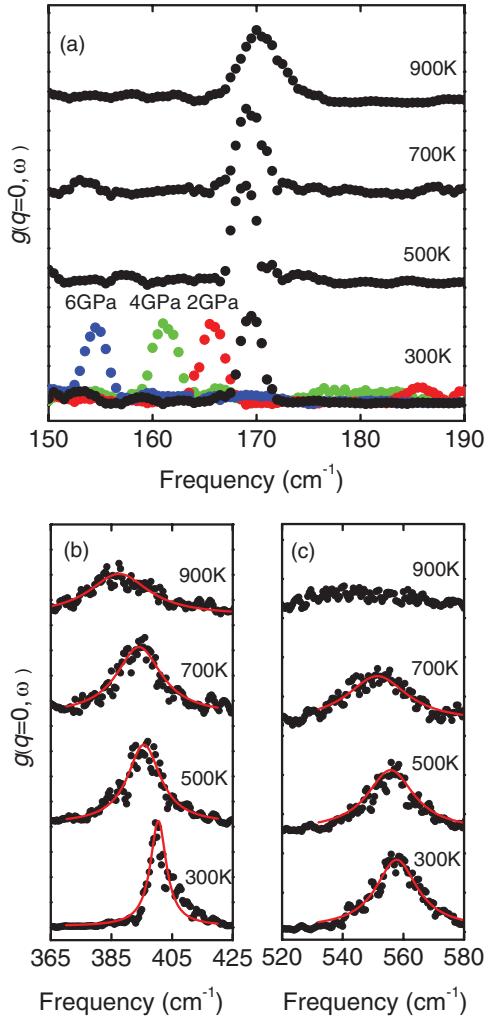 (a)
900K
700K
500K
6GPa 4GPa 2GPa
300K
g(q=0, ω)
150 160 170 180 190
Frequency (cm⁻¹)
(b) (c)
900K 900K
700K 700K
500K 500K
300K 300K
g(q=0, ω)
365 385 405 425 520 540 560 580
Frequency (cm⁻¹) Frequency (cm⁻¹)